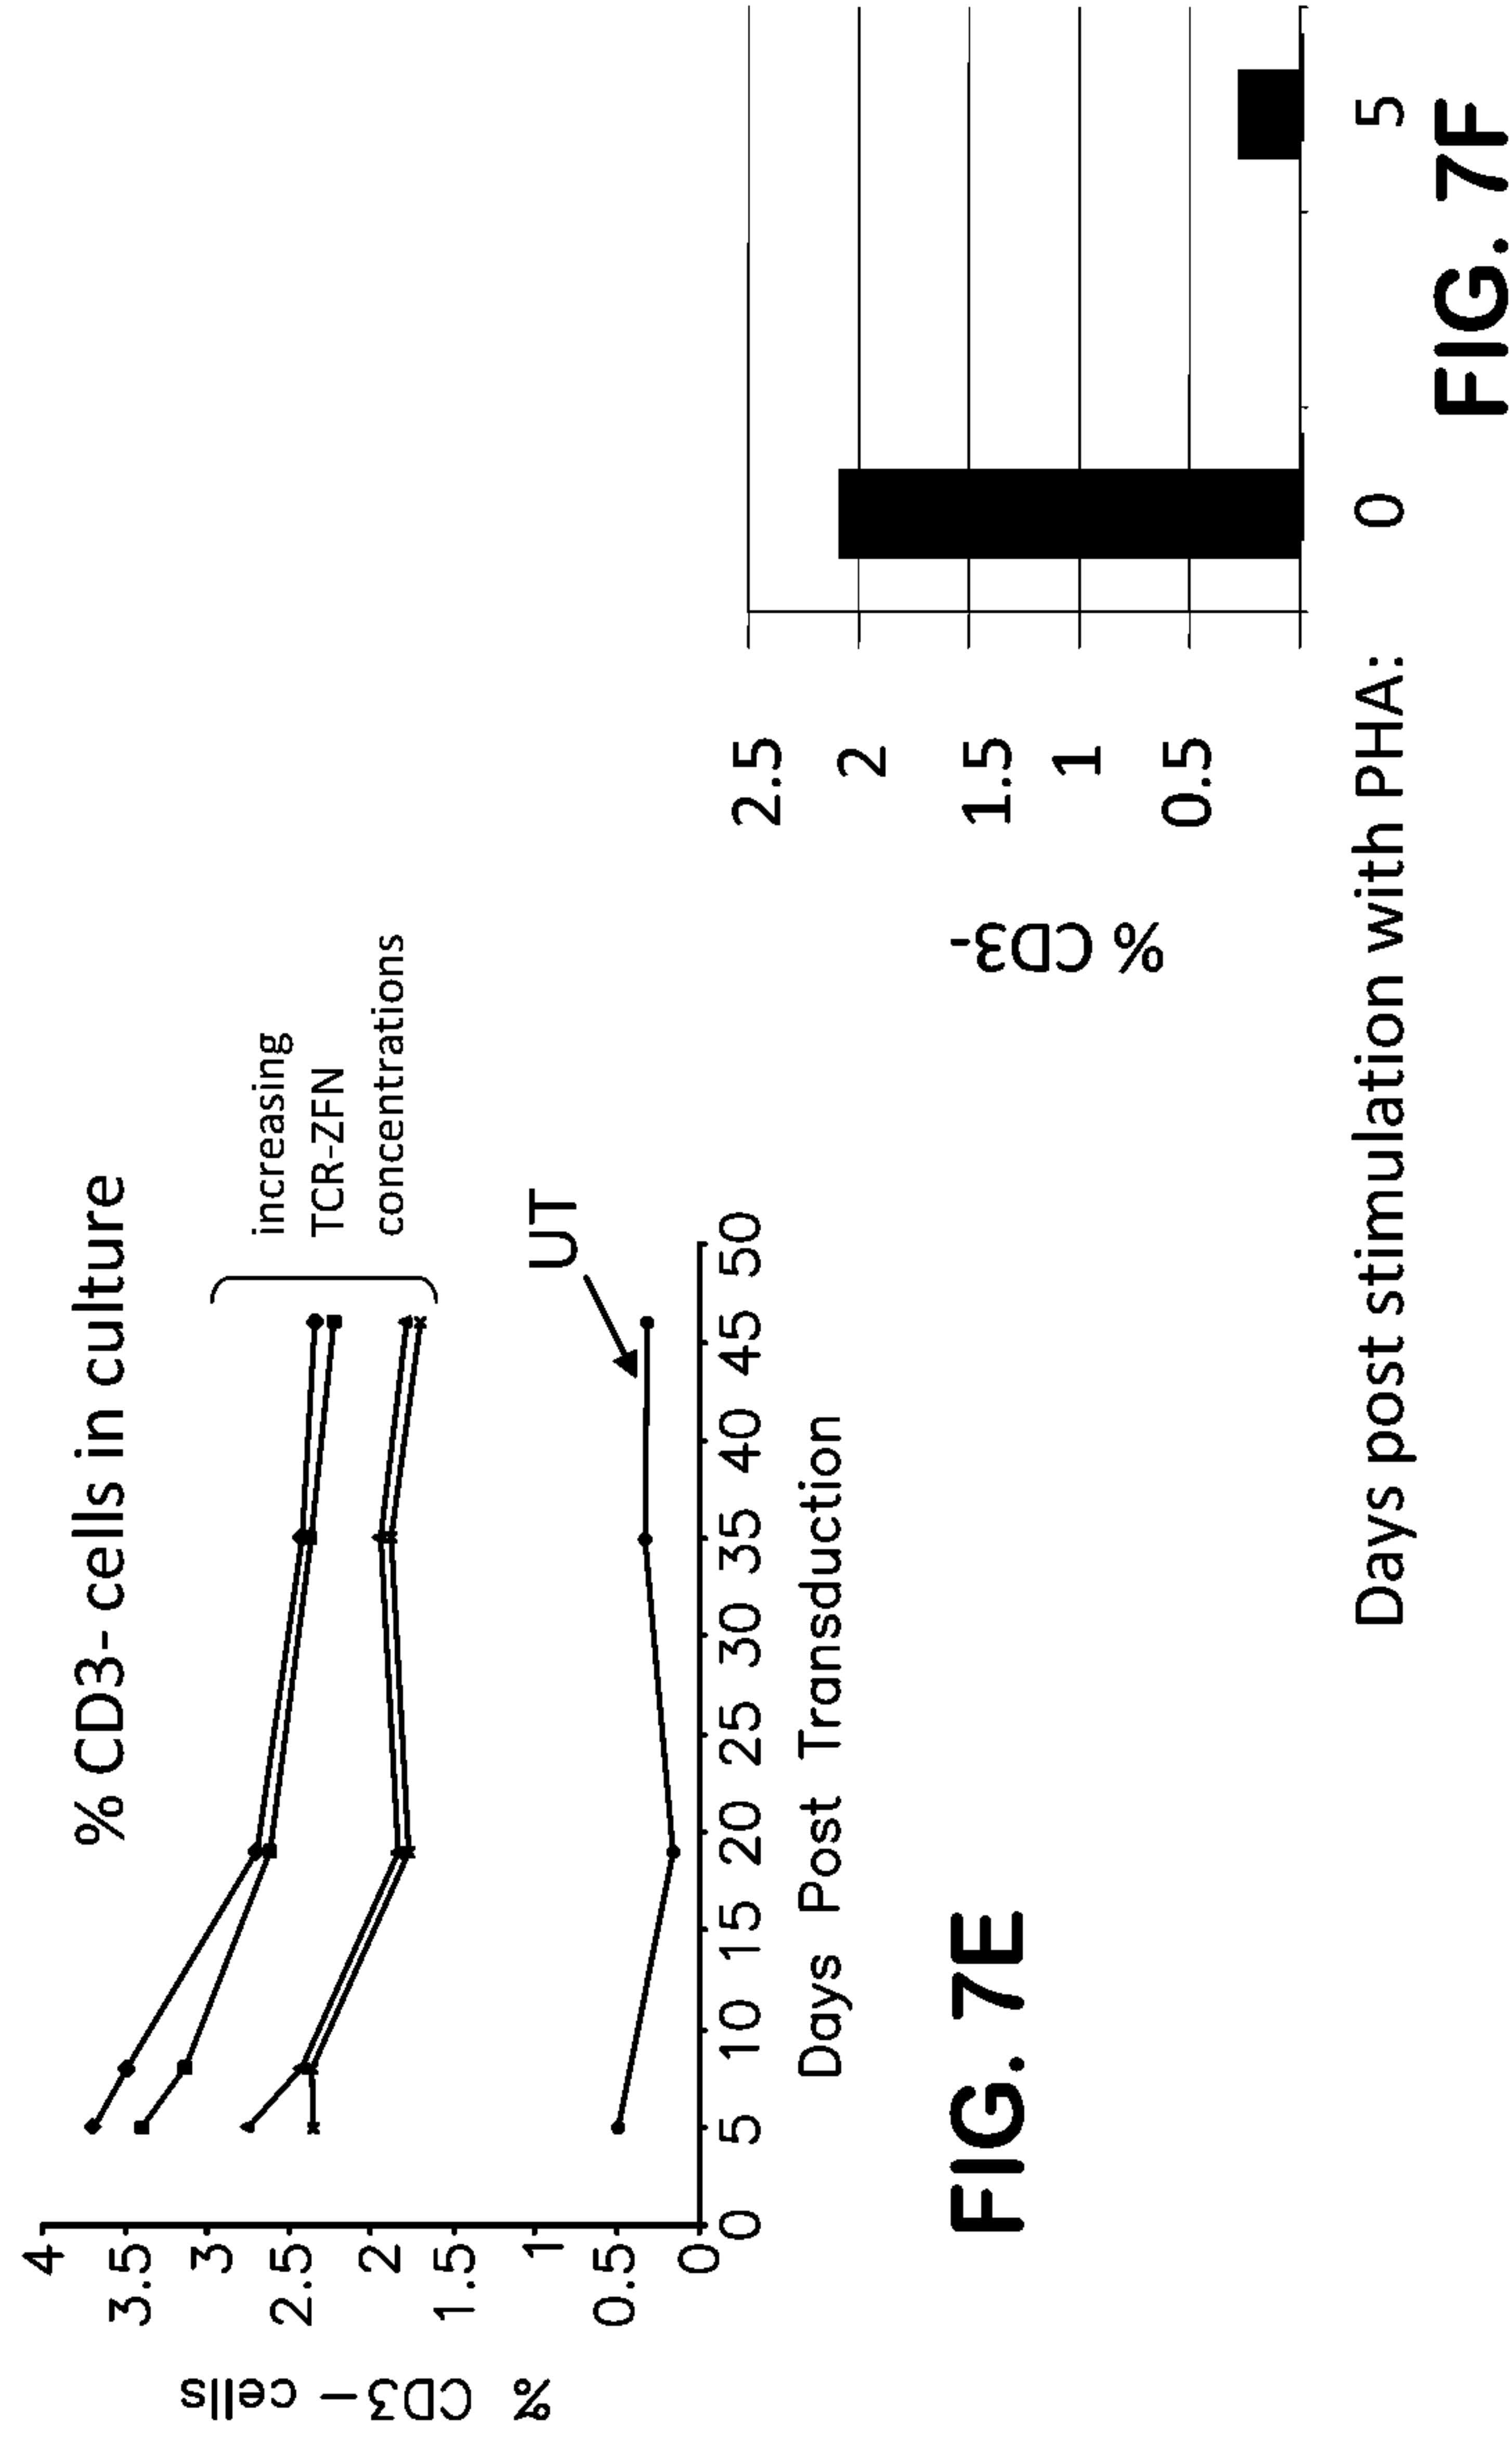 % CD3- cells in culture
% CD3– cells
4
3.5
3
2.5
2
1.5
1
0.5
0
increasing
TCR-ZFN
concentrations
UT
0 5 10 15 20 25 30 35 40 45 50
Days Post Transduction
FIG. 7E
% CD3-
2.5
2
1.5
1
0.5
Days post stimulation with PHA: 0 5
FIG. 7F